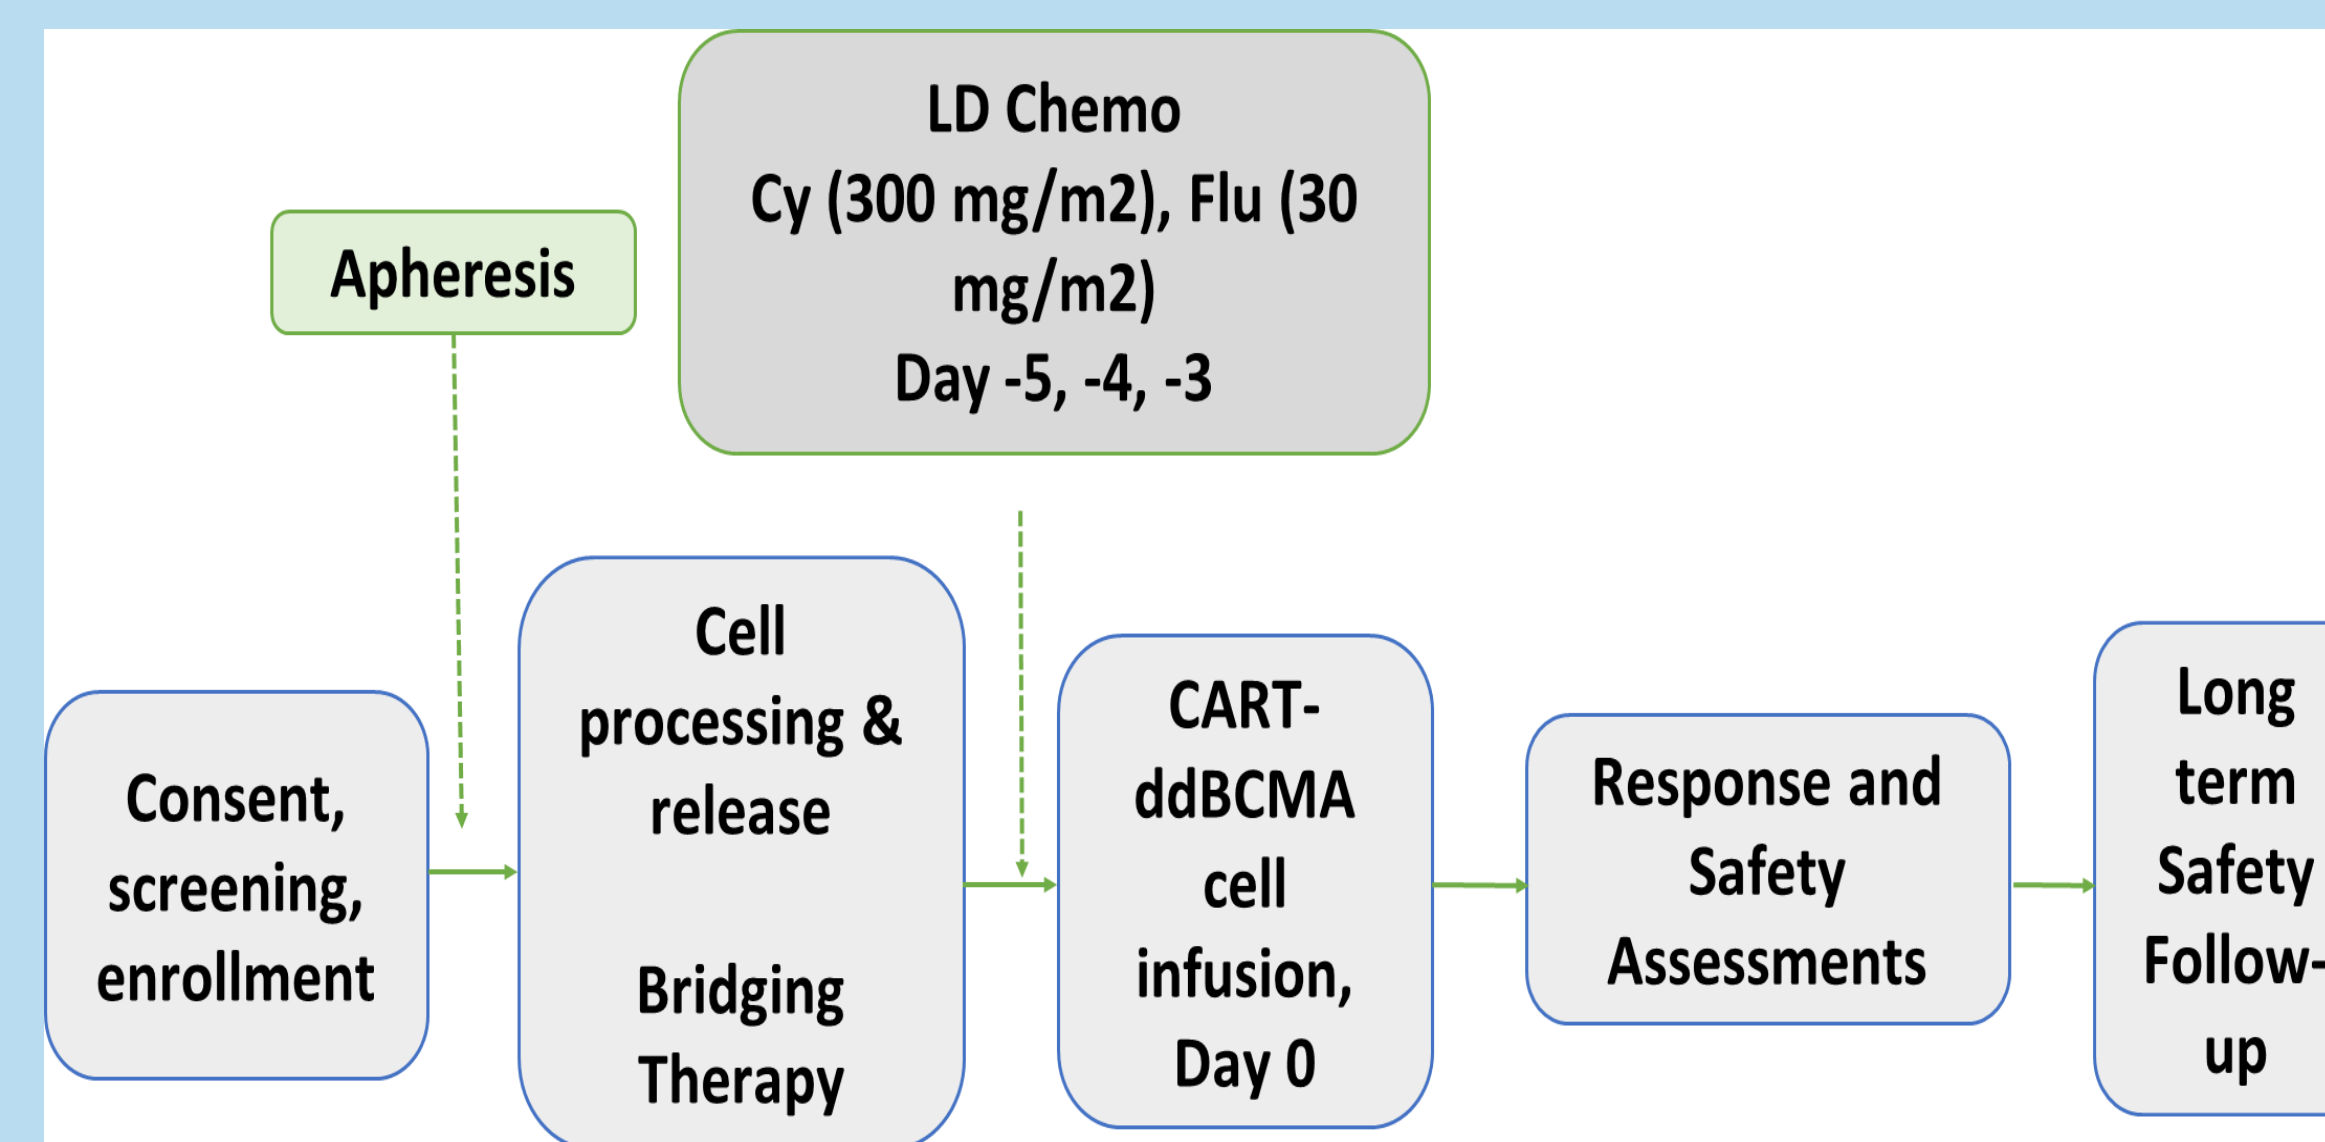 LD Chemo
Cy (300 mg/m2), Flu (30
mg/m2)
Day -5, -4, -3
Apheresis
Consent,
screening,
enrollment
Cell
processing &
release
Bridging
Therapy
CART-
ddBCMA
cell
infusion,
Day 0
Response and
Safety
Assessments
Long
term
Safety
Follow-
up